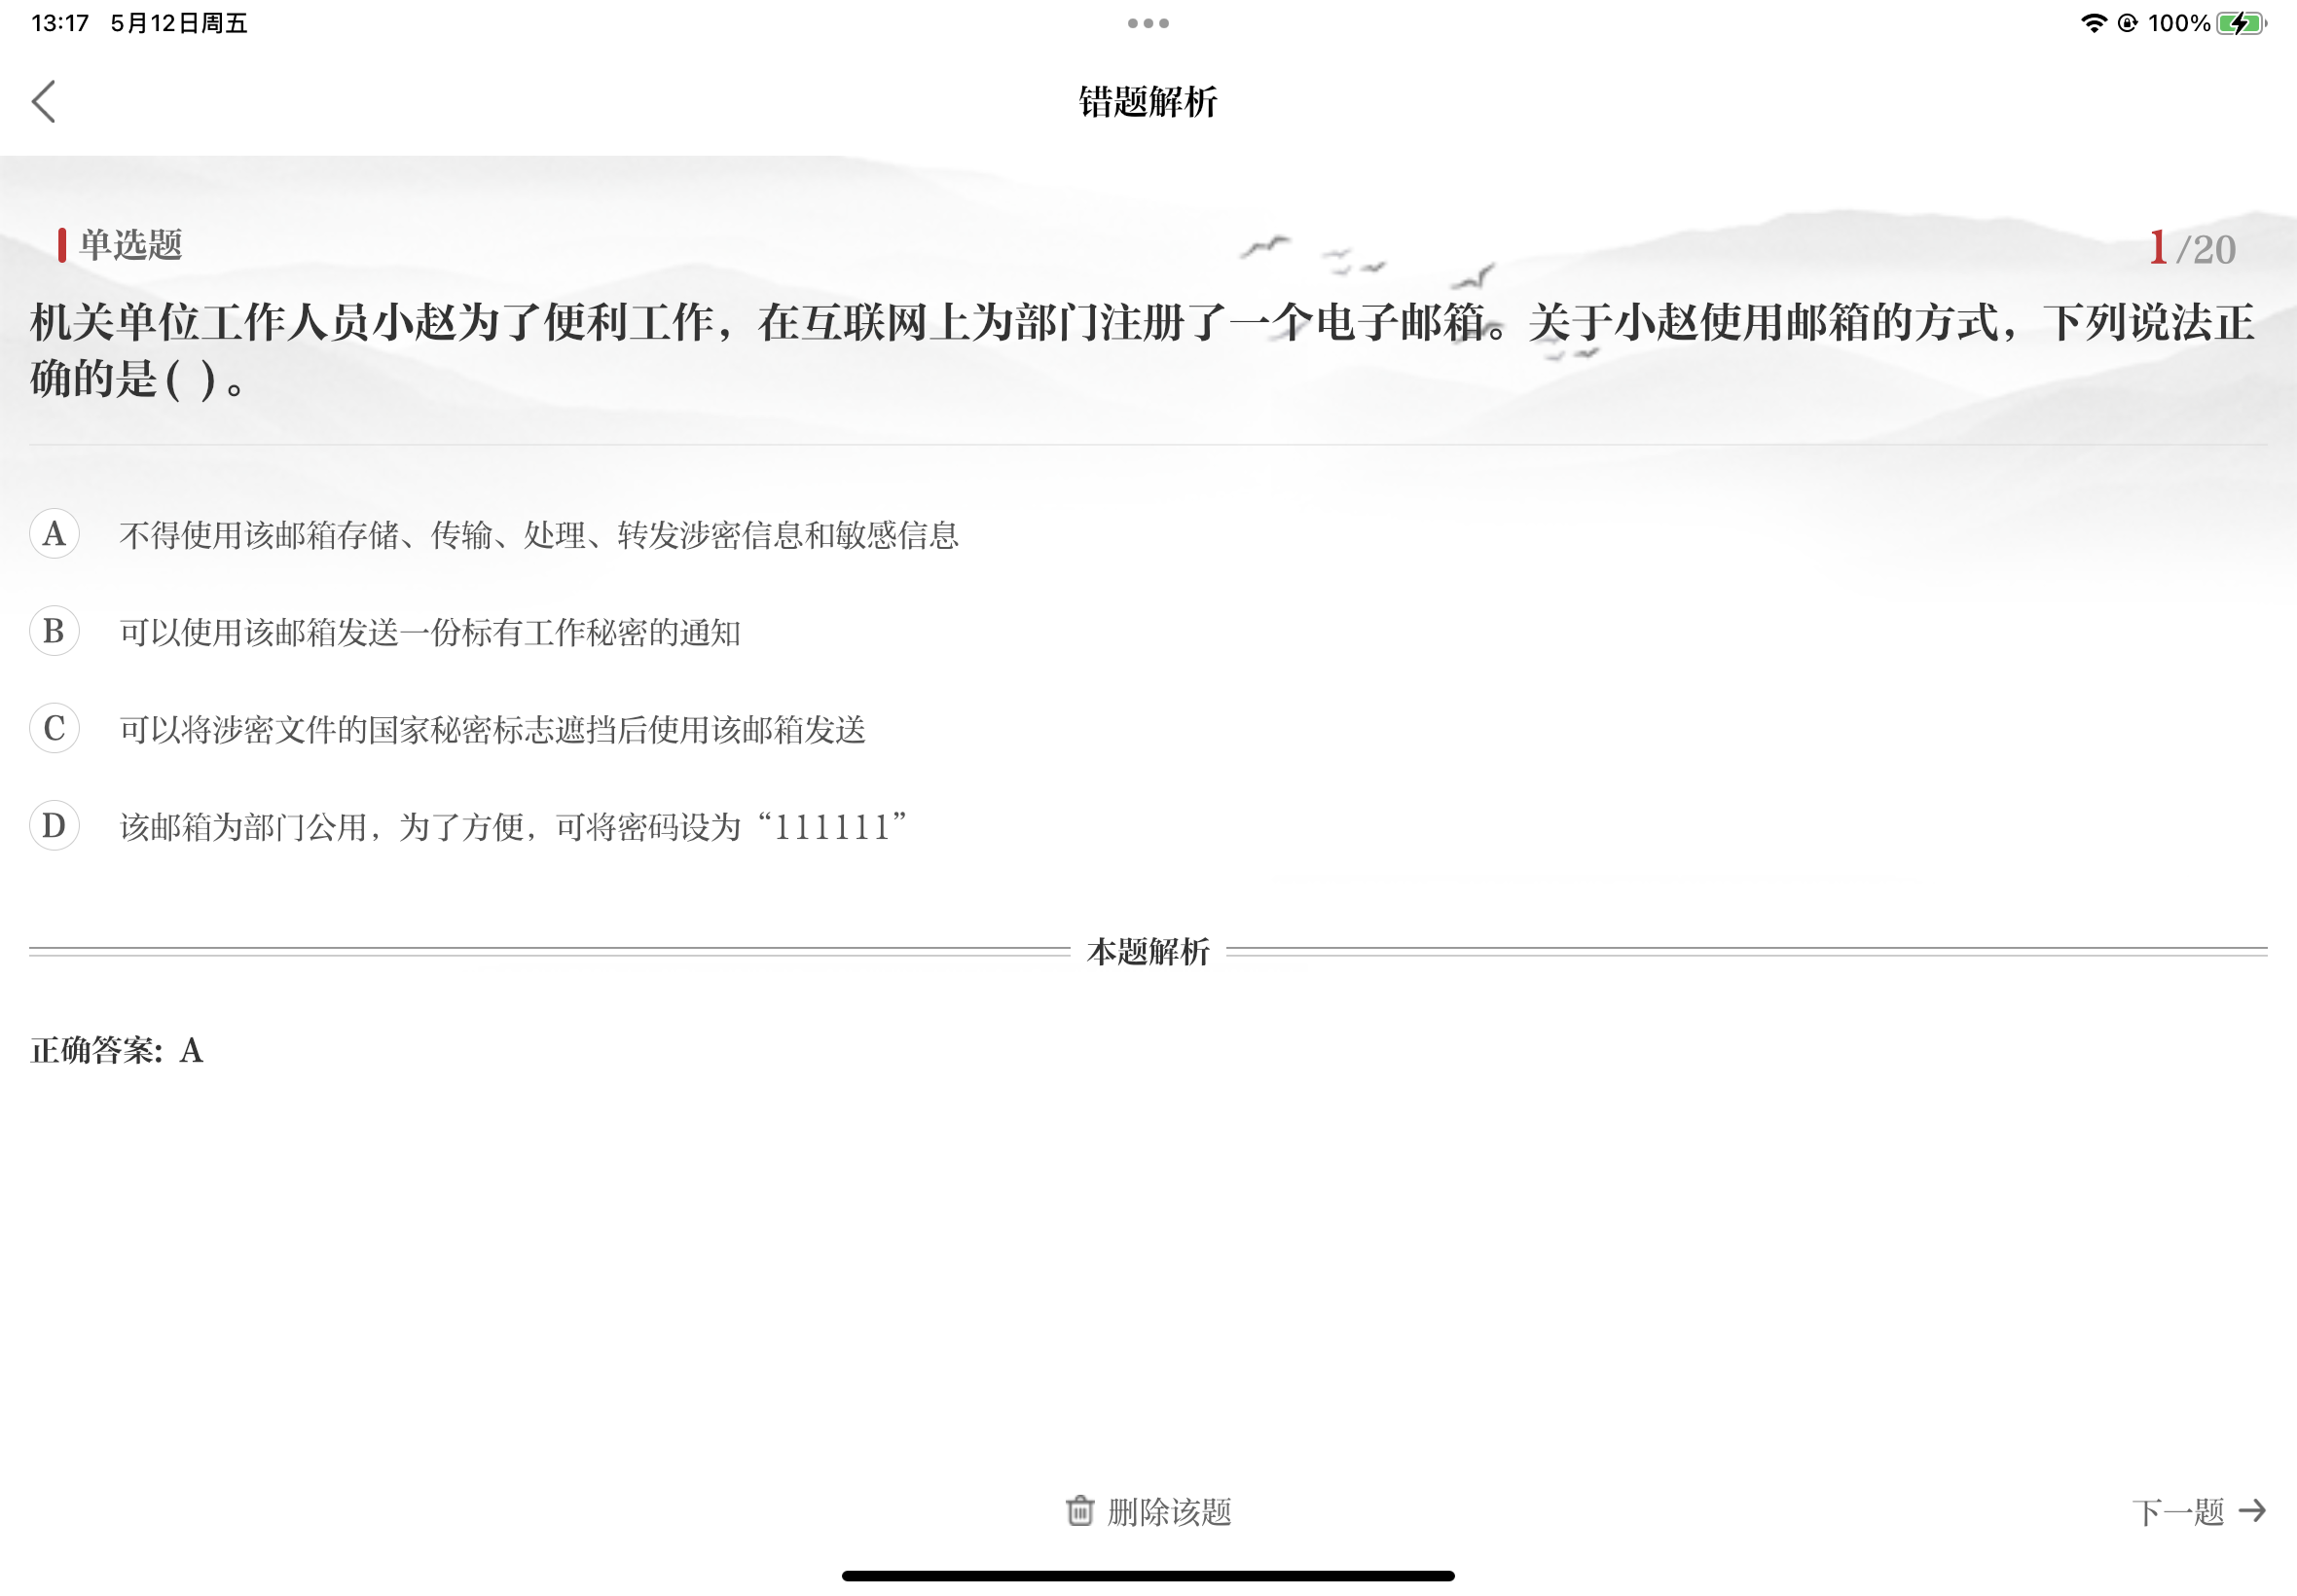 13:17 5月12日周五
100%
错题解析
单选题
1/20
机关单位工作人员小赵为了便利工作，在互联网上为部门注册了一个电子邮箱。关于小赵使用邮箱的方式，下列说法正
确的是( )。
A 不得使用该邮箱存储、传输、处理、转发涉密信息和敏感信息
B 可以使用该邮箱发送一份标有工作秘密的通知
C 可以将涉密文件的国家秘密标志遮挡后使用该邮箱发送
D 该邮箱为部门公用，为了方便，可将密码设为“111111”
本题解析
正确答案: A
删除该题
下一题